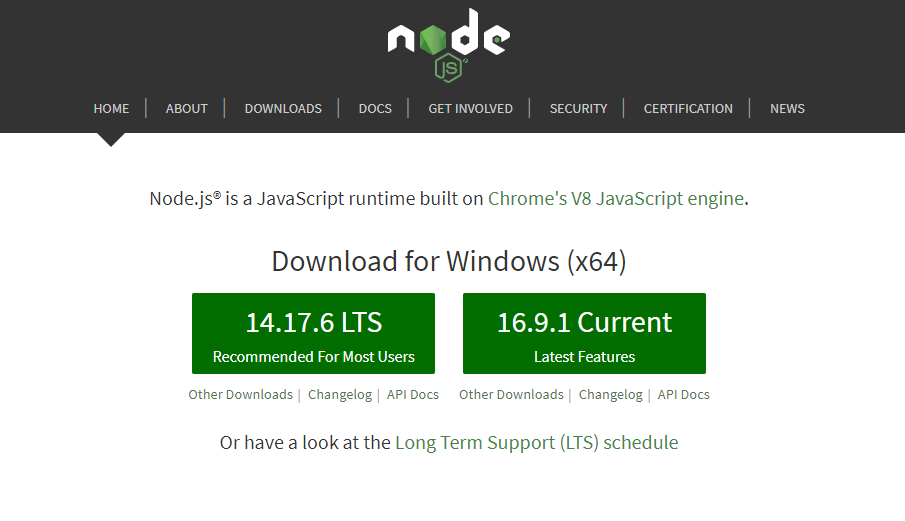 node
JS
HOME | ABOUT | DOWNLOADS | DOCS | GET INVOLVED | SECURITY | CERTIFICATION | NEWS
Node.js® is a JavaScript runtime built on Chrome's V8 JavaScript engine.
Download for Windows (x64)
14.17.6 LTS
Recommended For Most Users
16.9.1 Current
Latest Features
Other Downloads | Changelog | API Docs
Other Downloads | Changelog | API Docs
Or have a look at the Long Term Support (LTS) schedule